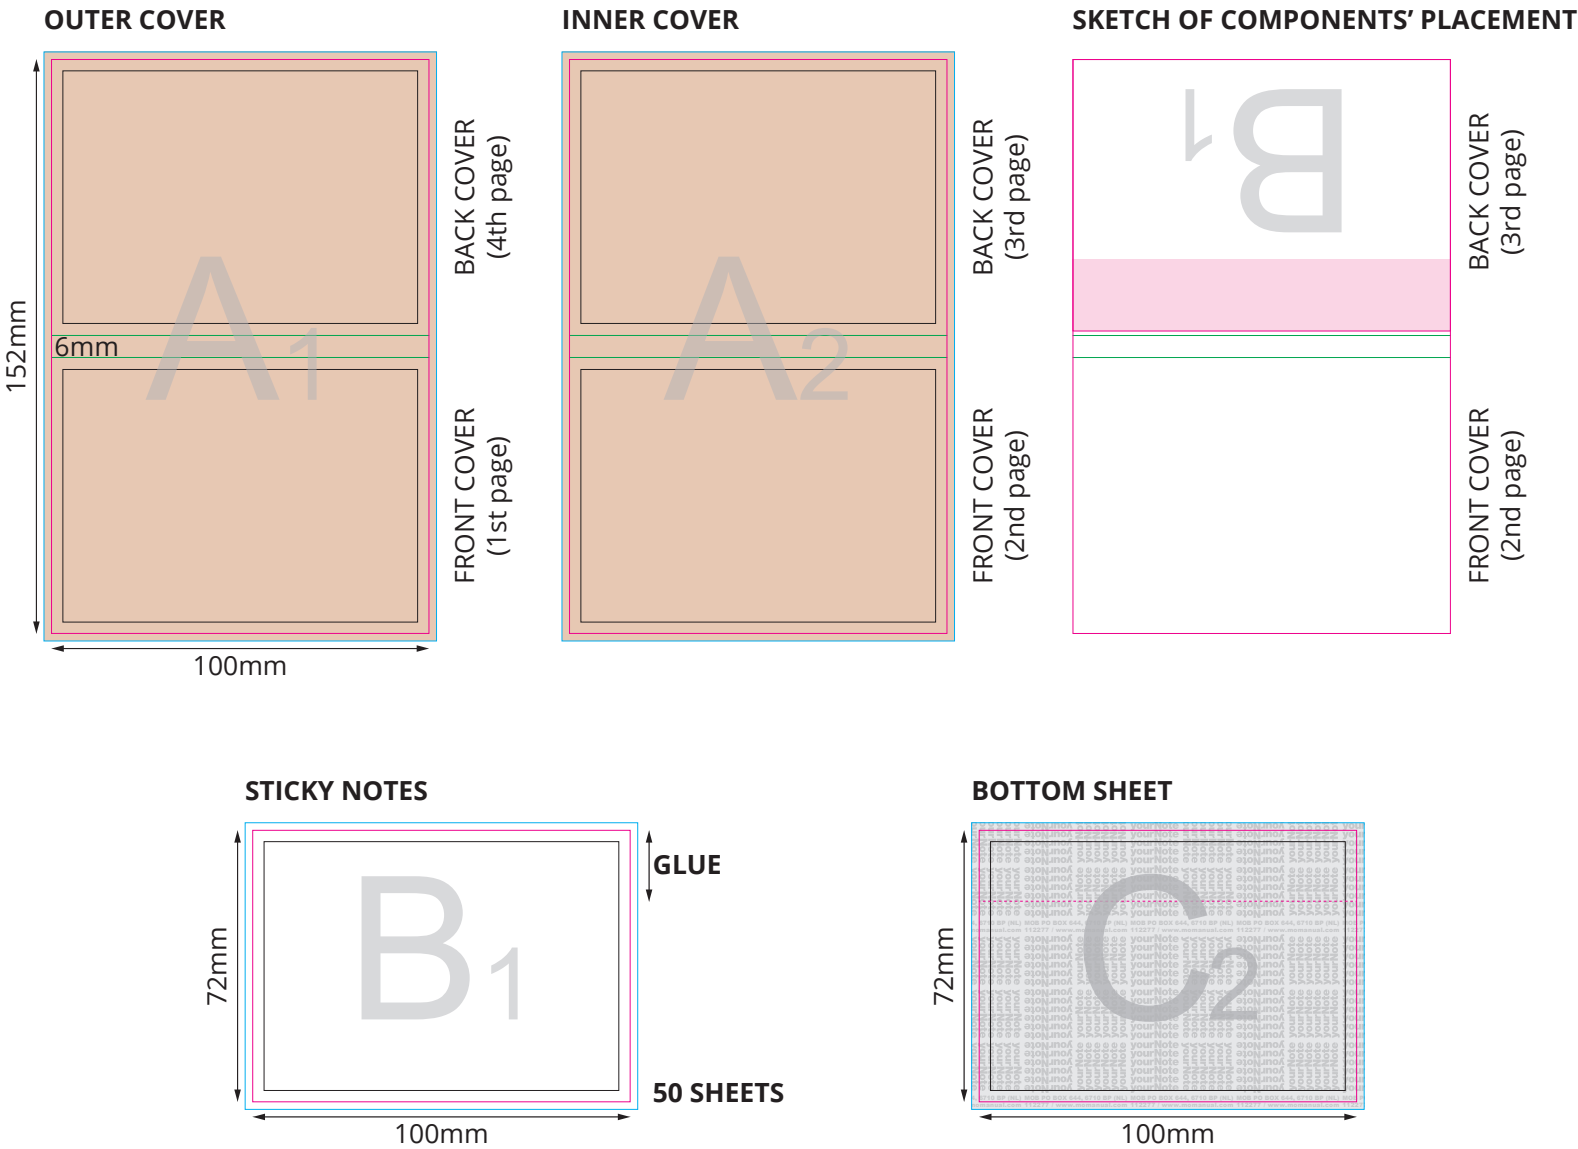 OUTER COVER
INNER COVER
SKETCH OF COMPONENTS’ PLACEMENT
BACK COVER
(4th page)
BACK COVER
(3rd page)
B1
BACK COVER
(3rd page)
152mm
6mm
A1
A2
FRONT COVER
(1st page)
FRONT COVER
(2nd page)
FRONT COVER
(2nd page)
100mm
STICKY NOTES
BOTTOM SHEET
72mm
B1
GLUE
50 SHEETS
100mm
72mm
C2
yourNote
100mm